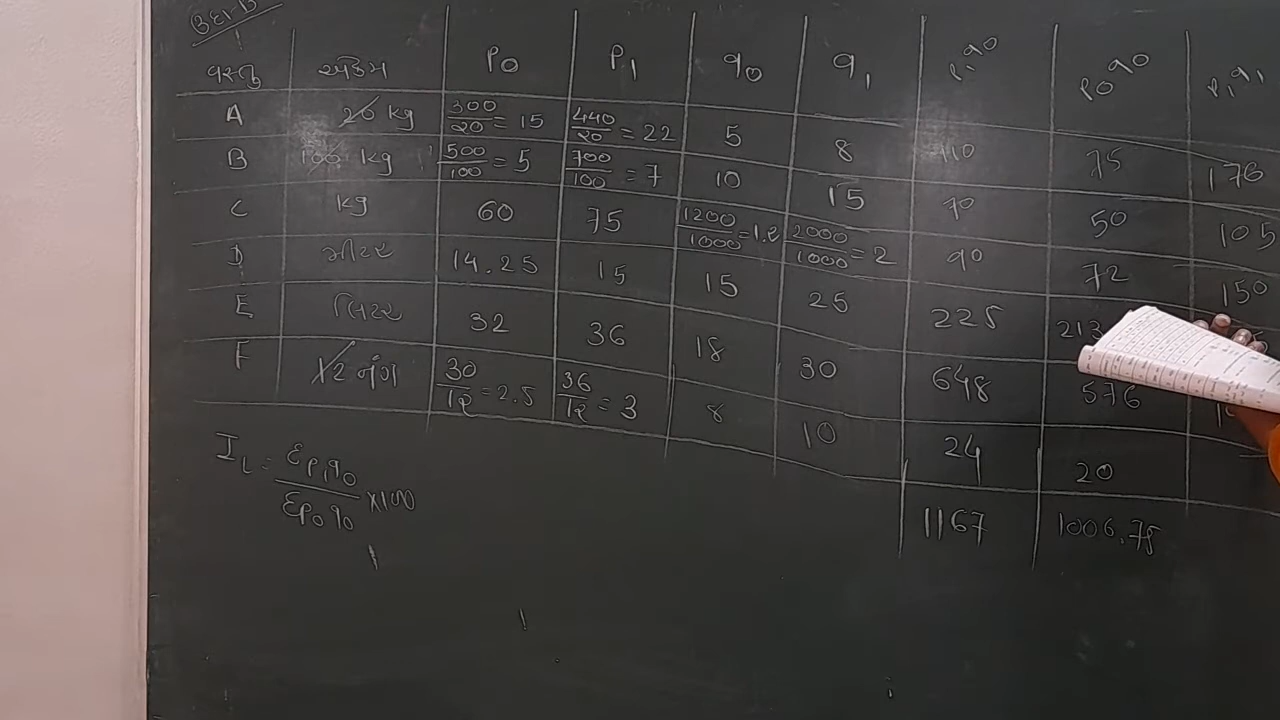 વસ્તુ એકમ P0 P1 q0 q1 P1q0 P0q0 P1q1
A 20 kg 300/20 = 15 440/20 = 22 5 8 110 75 176
B 100 kg 500/100 = 5 700/100 = 7 10 15 70 50 105
C kg 60 75 1200/1000 = 1.2 2000/1000 = 2 90 72 150
D મીટર 14.25 15 15 25 225
E લિટર 32 36 18 30 648 576
F 12 નંગ 30/12 = 2.5 36/12 = 3 8 10 24 20
1167 1006.75
IL = ΣP1q0/ΣP0q0 ×100